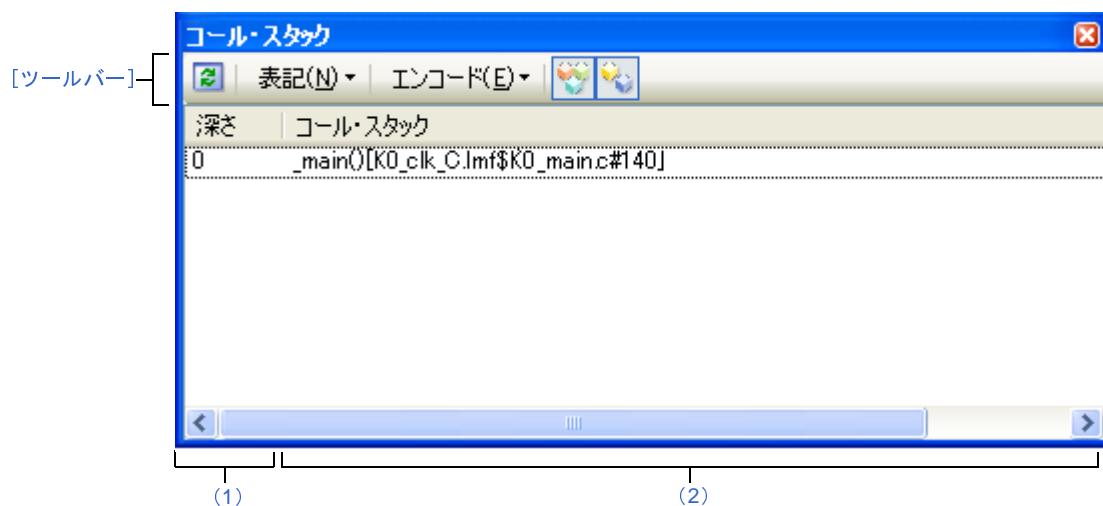 コール・スタック
[ツールバー]
表記(N) エンコード(E)
深さ コール・スタック
0 _main()[K0_clk_C.lmf$K0_main.c#140]
(1) (2)